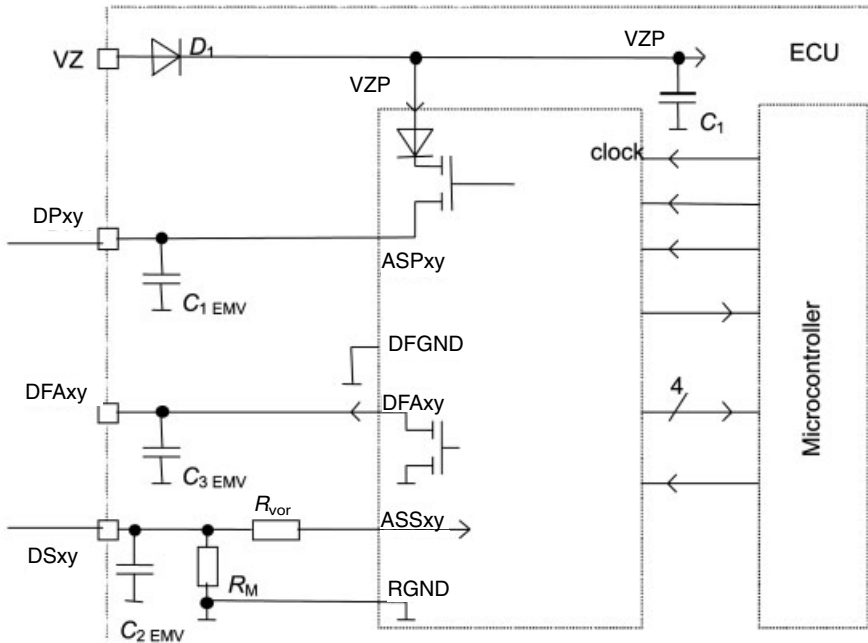 VZ
D1
VZP
VZP
ECU
C1
clock
DPxy
ASPxy
C1 EMV
DFGND
DFAxy
DFAxy
4
Microcontroller
C3 EMV
Rvor
ASSxy
DSxy
RM
RGND
C2 EMV